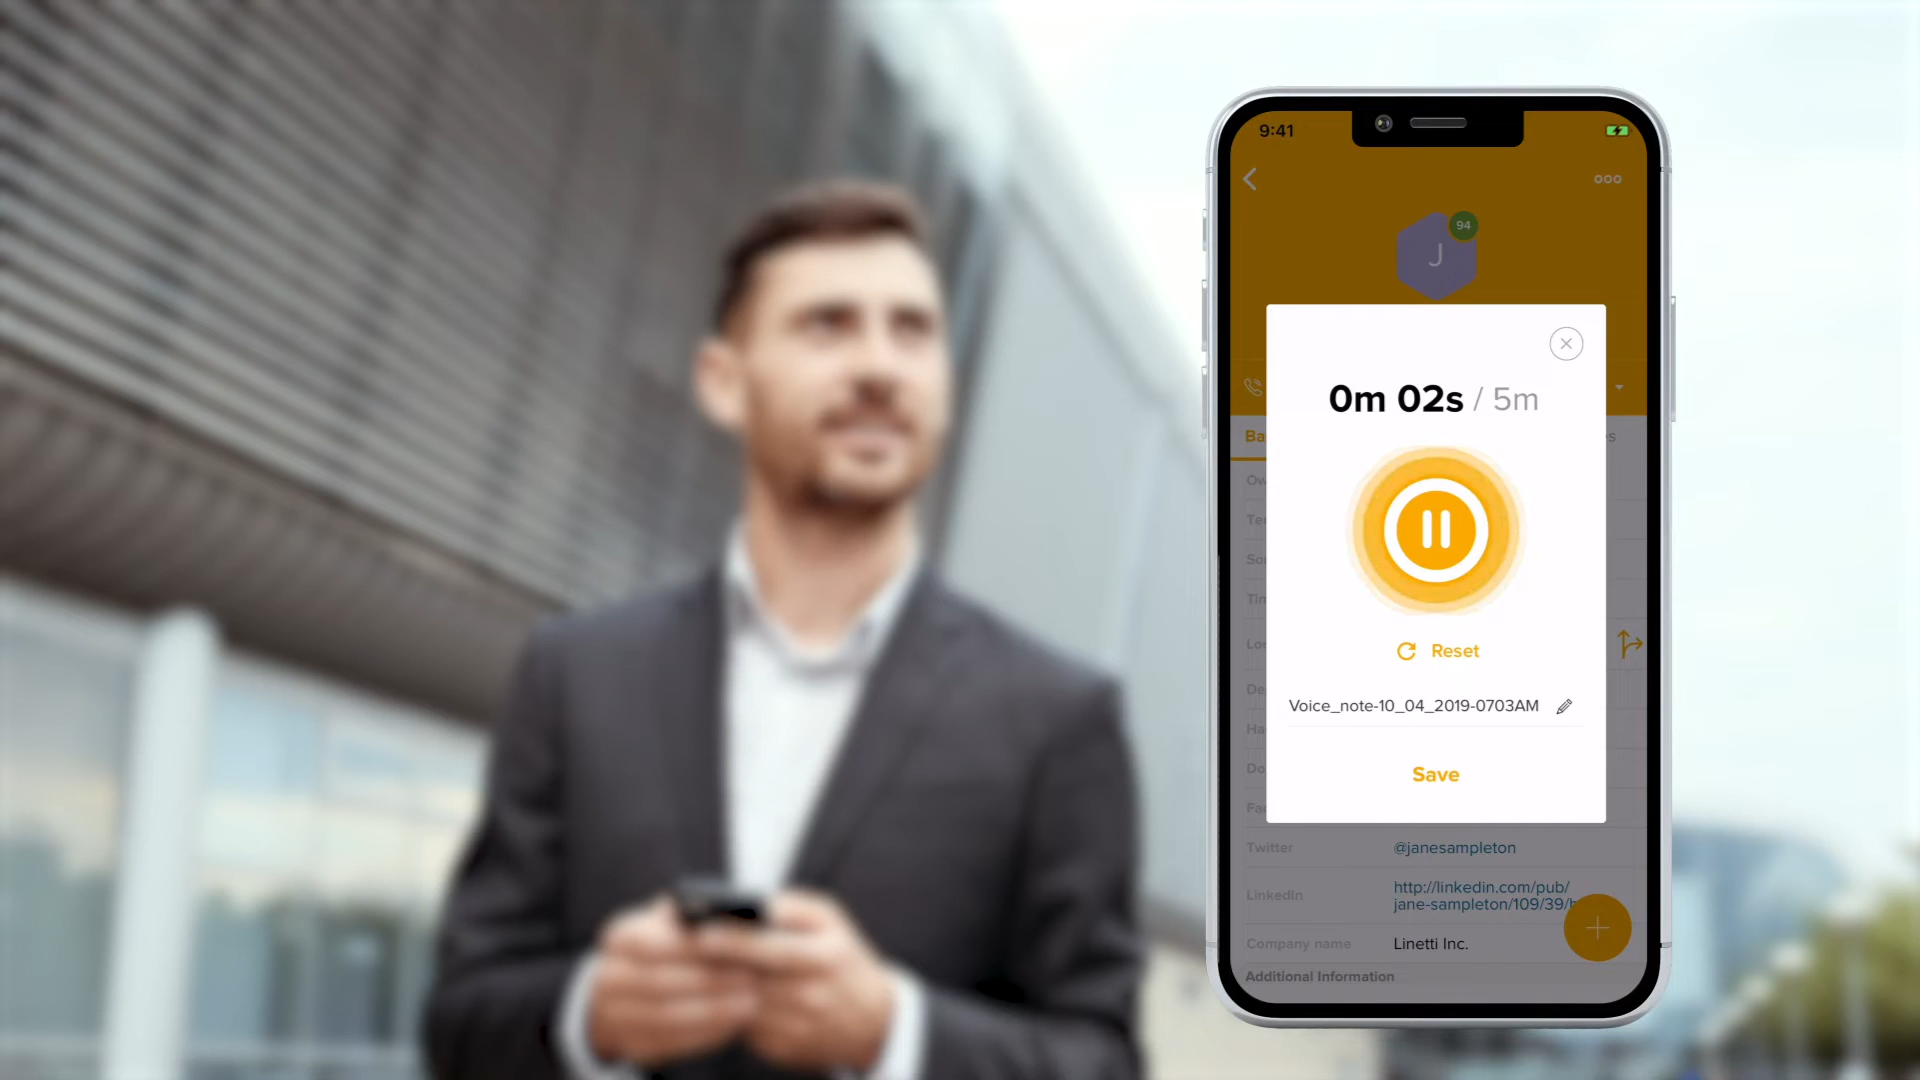 9:41
94
J
0m 02s / 5m
Reset
Voice_note-10_04_2019-0703AM
Save
Twitter @janesampleton
LinkedIn http://linkedin.com/pub/
jane-sampleton/109/39/
Company name Linetti Inc.
Additional Information